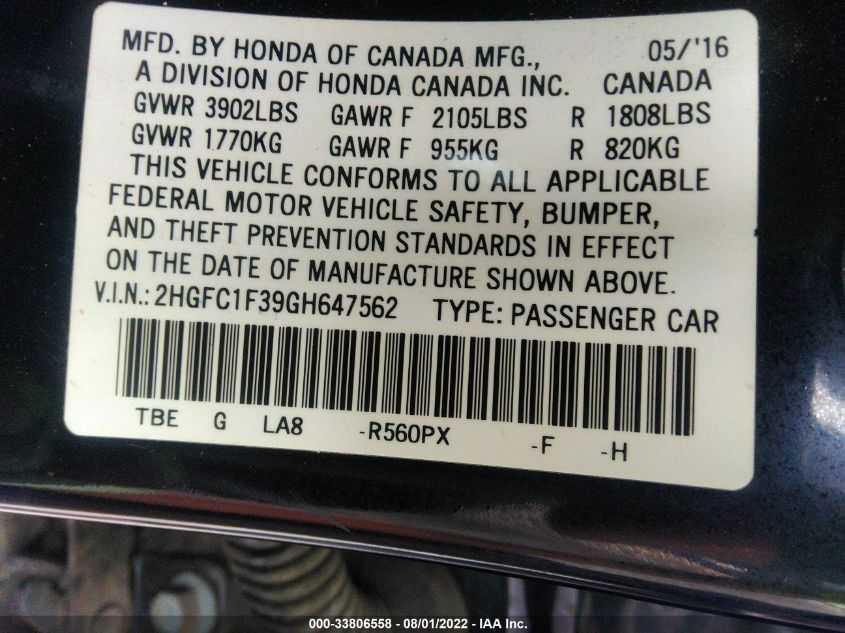 MFD. BY HONDA OF CANADA MFG., 05/'16
A DIVISION OF HONDA CANADA INC. CANADA
GVWR 3902LBS GAWR F 2105LBS R 1808LBS
GVWR 1770KG GAWR F 955KG R 820KG
THIS VEHICLE CONFORMS TO ALL APPLICABLE
FEDERAL MOTOR VEHICLE SAFETY, BUMPER,
AND THEFT PREVENTION STANDARDS IN EFFECT
ON THE DATE OF MANUFACTURE SHOWN ABOVE.
V.I.N.: 2HGFC1F39GH647562 TYPE: PASSENGER CAR
TBE G LA8 -R560PX -F -H
000-33806558 - 08/01/2022 - IAA Inc.